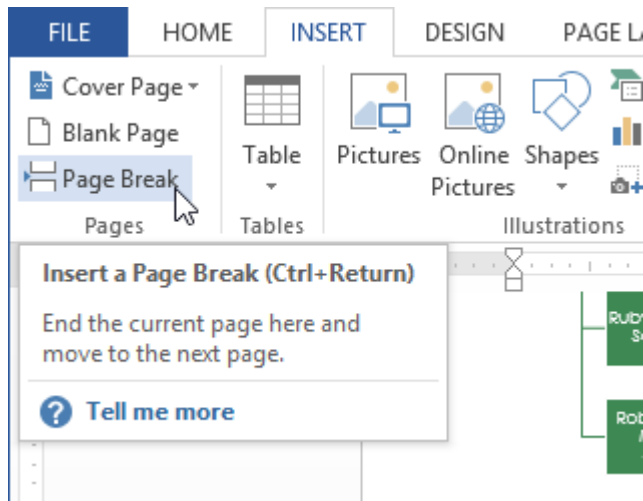 FILE HOME INSERT DESIGN PAGE
Cover Page
Blank Page
Page Break
Table
Pictures
Online
Pictures
Shapes
Pages
Tables
Illustrations
Insert a Page Break (Ctrl+Return)
End the current page here and
move to the next page.
Tell me more